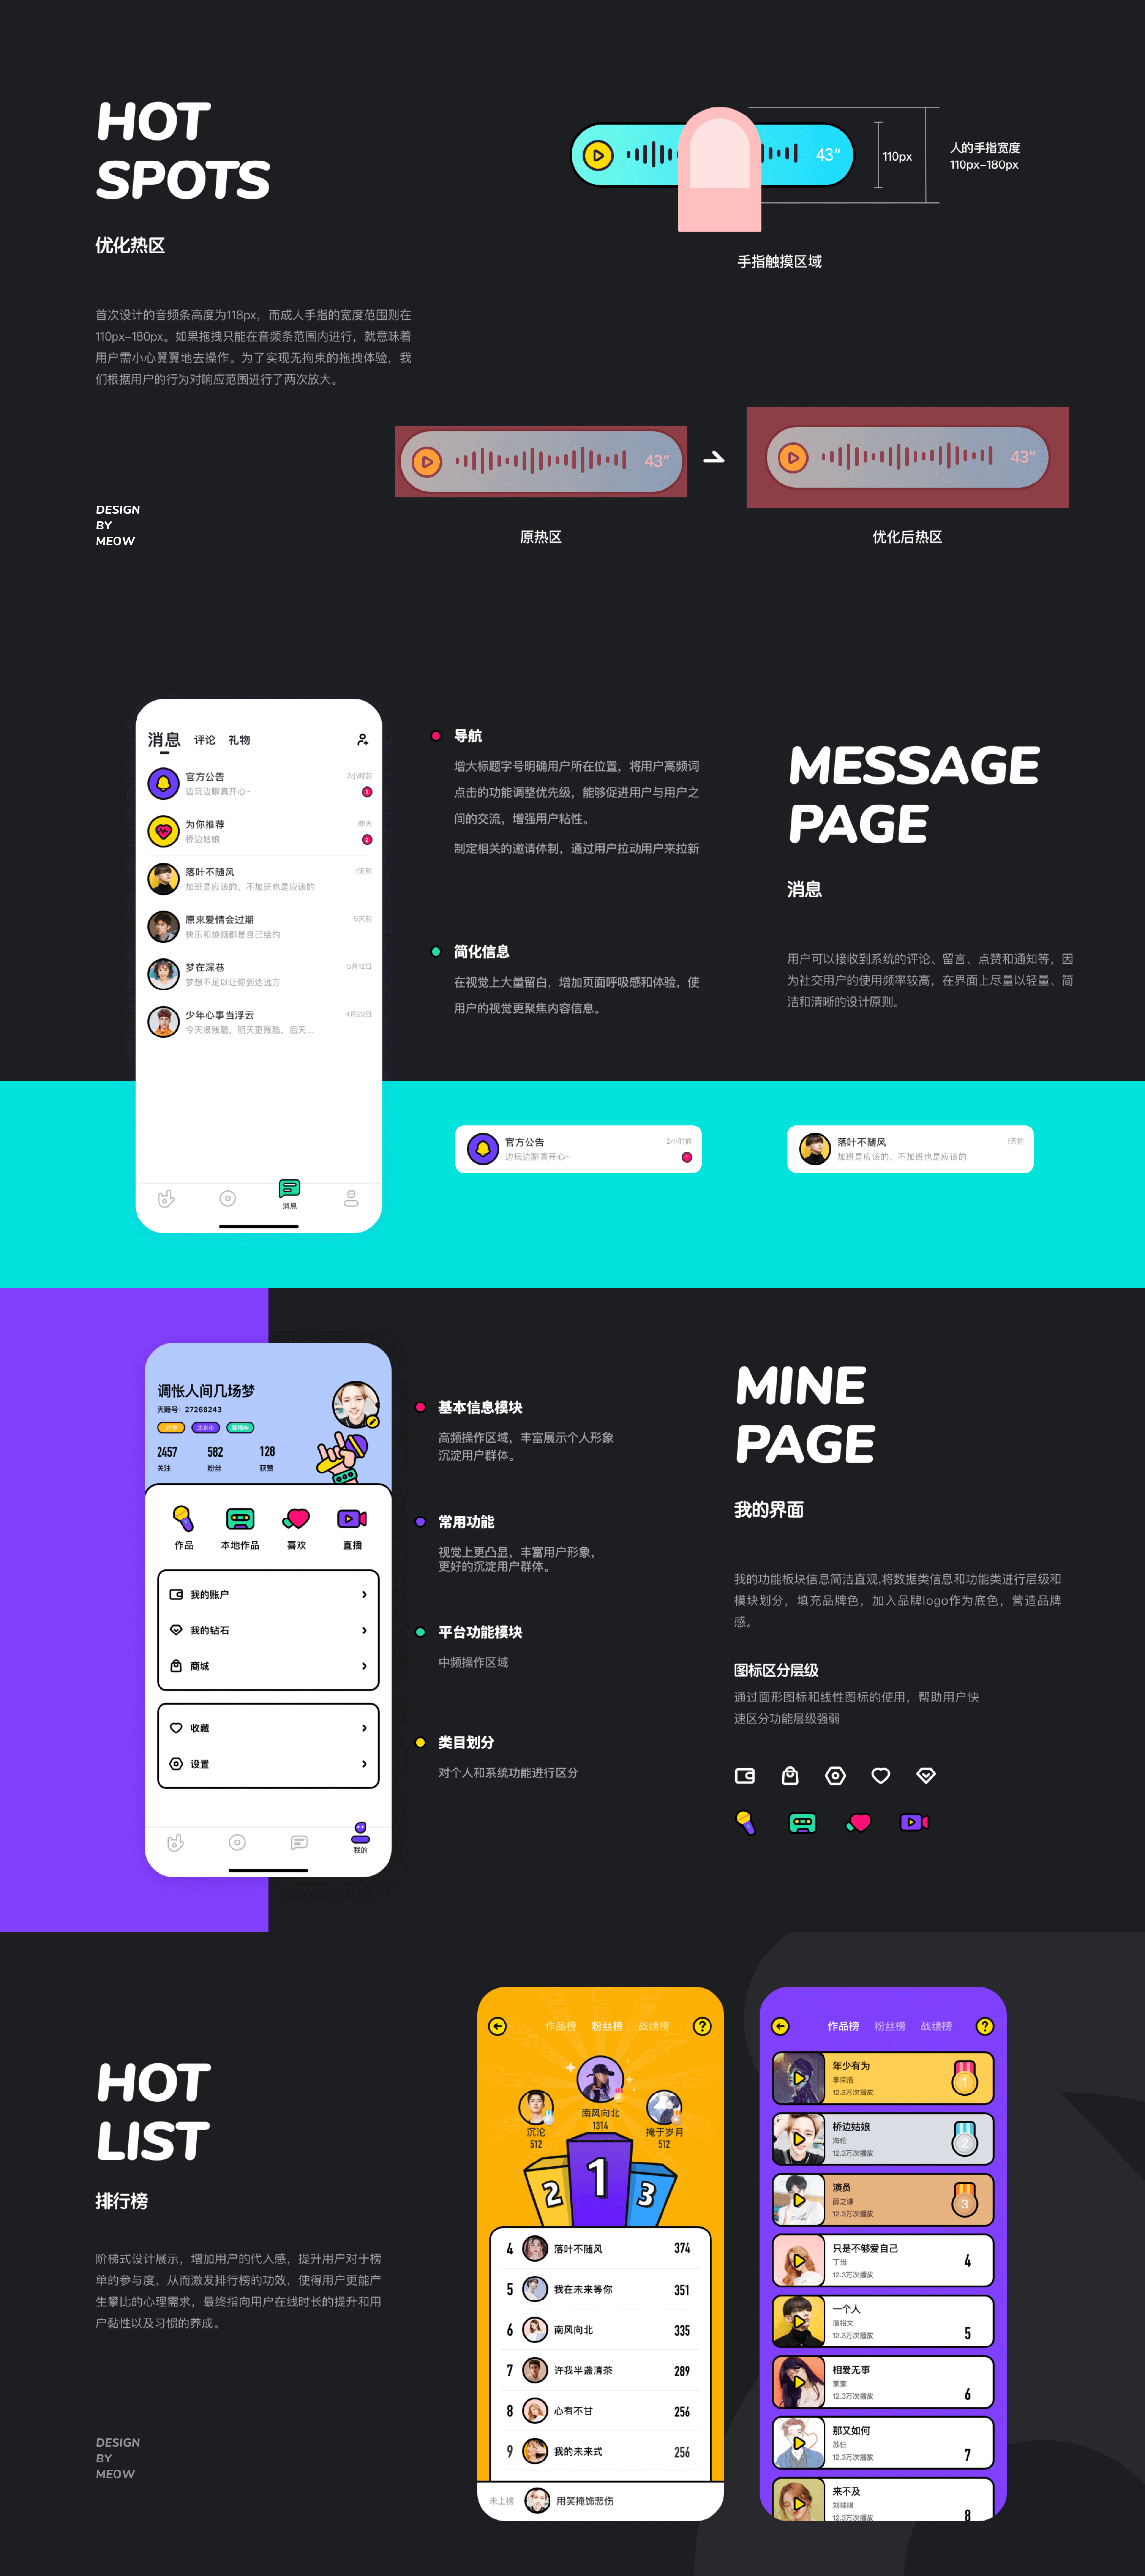 HOT
SPOTS
优化热区
首次设计的音频条高度为118px，而成人手指的宽度范围则在
110px-180px。如果拖拽只能在音频条范围内进行，就意味着
用户需小心翼翼地去操作。为了实现无拘束的拖拽体验，我
们根据用户的行为对响应范围进行了两次放大。
43“
110px
人的手指宽度
110px-180px
手指触摸区域
43“
43“
原热区
优化后热区
DESIGN
BY
MEOW
消息 评论 礼物
官方公告 2小时前
边玩边聊真开心~ 1
为你推荐 昨天
桥边姑娘 2
落叶不随风 1天前
加班是应该的，不加班也是应该的
原来爱情会过期 5天前
快乐和烦恼都是自己给的
梦在深巷 5月12日
梦想不足以让你到达远方
少年心事当浮云 4月22日
今天很残酷，明天更残酷，后天...
消息
导航
增大标题字号明确用户所在位置，将用户高频词
点击的功能调整优先级，能够促进用户与用户之
间的交流，增强用户粘性。
制定相关的邀请体制，通过用户拉动用户来拉新
简化信息
在视觉上大量留白，增加页面呼吸感和体验，使
用户的视觉更聚焦内容信息。
MESSAGE
PAGE
消息
用户可以接收到系统的评论、留言、点赞和通知等，因
为社交用户的使用频率较高，在界面上尽量以轻量、简
洁和清晰的设计原则。
官方公告 2小时前
边玩边聊真开心~ 1
落叶不随风 1天前
加班是应该的，不加班也是应该的
调怅人间几场梦
天籁号：27268243
北京市
2457 582 128
关注 粉丝 获赞
作品 本地作品 喜欢 直播
我的账户
我的钻石
商城
收藏
设置
我的
基本信息模块
高频操作区域，丰富展示个人形象
沉淀用户群体。
常用功能
视觉上更凸显，丰富用户形象，
更好的沉淀用户群体。
平台功能模块
中频操作区域
类目划分
对个人和系统功能进行区分
MINE
PAGE
我的界面
我的功能板块信息简洁直观,将数据类信息和功能类进行层级和
模块划分，填充品牌色，加入品牌logo作为底色，营造品牌
感。
图标区分层级
通过面形图标和线性图标的使用，帮助用户快
速区分功能层级强弱
HOT
LIST
排行榜
阶梯式设计展示，增加用户的代入感，提升用户对于榜
单的参与度，从而激发排行榜的功效，使得用户更能产
生攀比的心理需求，最终指向用户在线时长的提升和用
户黏性以及习惯的养成。
DESIGN
BY
MEOW
作品榜 粉丝榜 战绩榜 ?
南风向北
1314
沉沦
512
掩于岁月
512
2 1 3
4 落叶不随风 374
5 我在未来等你 351
6 南风向北 335
7 许我半盏清茶 289
8 心有不甘 256
9 我的未来式 256
未上榜 用笑掩饰悲伤
作品榜 粉丝榜 战绩榜 ?
年少有为
李荣浩
12.3万次播放
1
桥边姑娘
海伦
12.3万次播放
2
演员
薛之谦
12.3万次播放
3
只是不够爱自己
丁当
12.3万次播放
4
一个人
潘裕文
12.3万次播放
5
相爱无事
家家
12.3万次播放
6
那又如何
苏仨
12.3万次播放
7
来不及
刘瑞琪
12.3万次播放
8